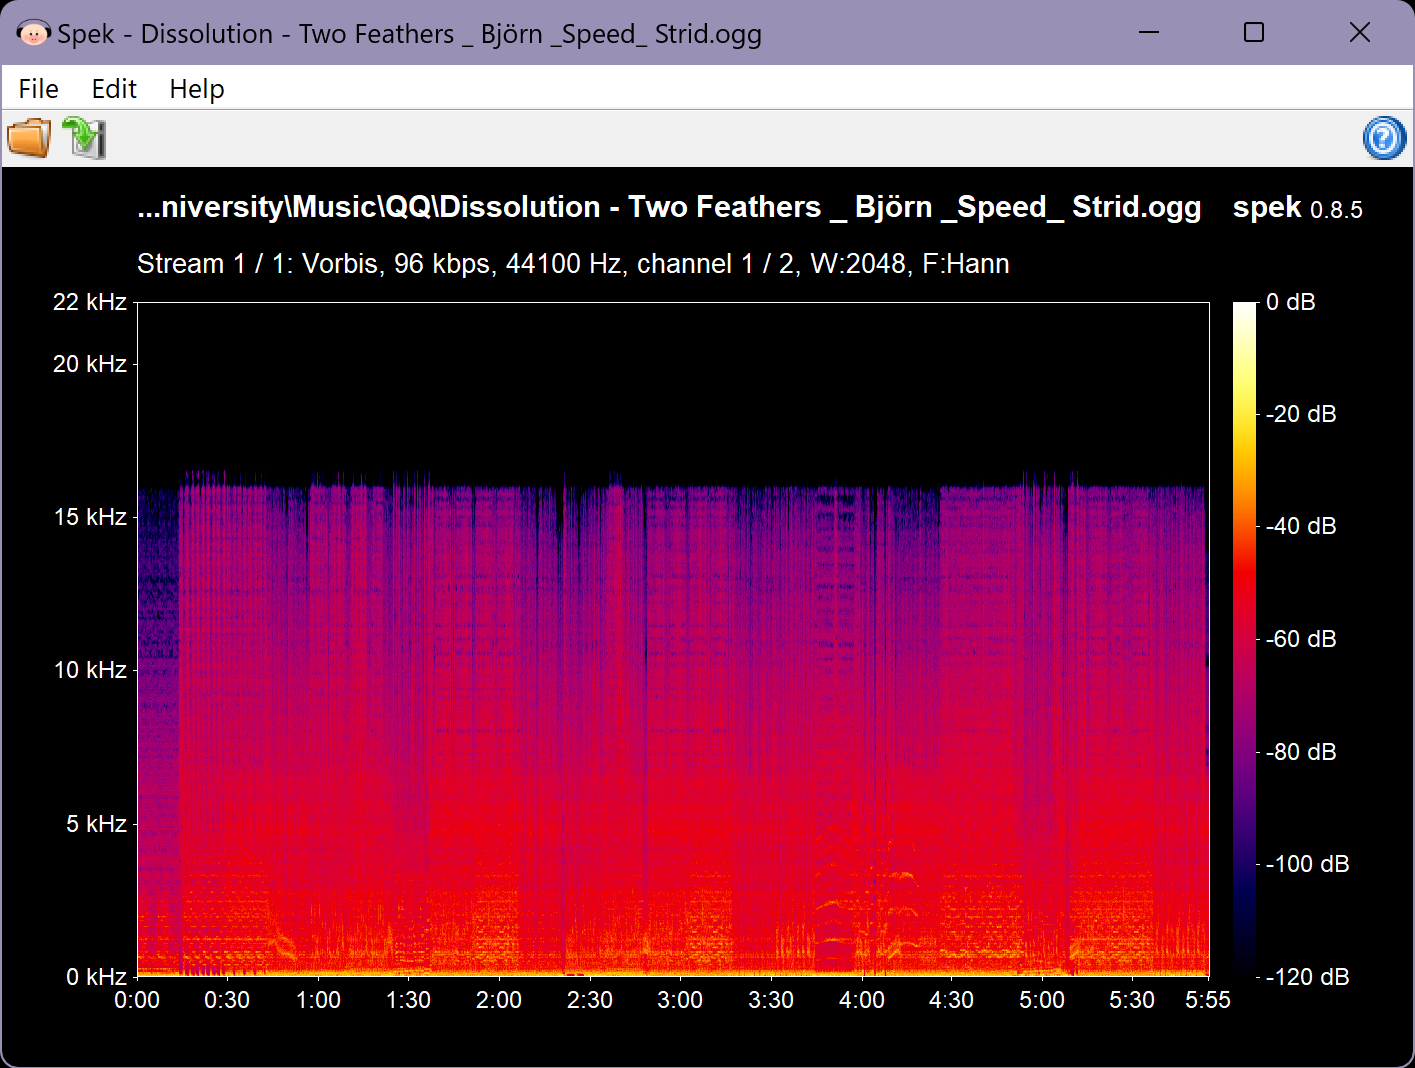 Spek - Dissolution - Two Feathers _ Björn _Speed_ Strid.ogg
File Edit Help
...niversity\Music\QQ\Dissolution - Two Feathers _ Björn _Speed_ Strid.ogg spek 0.8.5
Stream 1 / 1: Vorbis, 96 kbps, 44100 Hz, channel 1 / 2, W:2048, F:Hann
22 kHz
20 kHz
15 kHz
10 kHz
5 kHz
0 kHz
0:00 0:30 1:00 1:30 2:00 2:30 3:00 3:30 4:00 4:30 5:00 5:30 5:55
0 dB
-20 dB
-40 dB
-60 dB
-80 dB
-100 dB
-120 dB